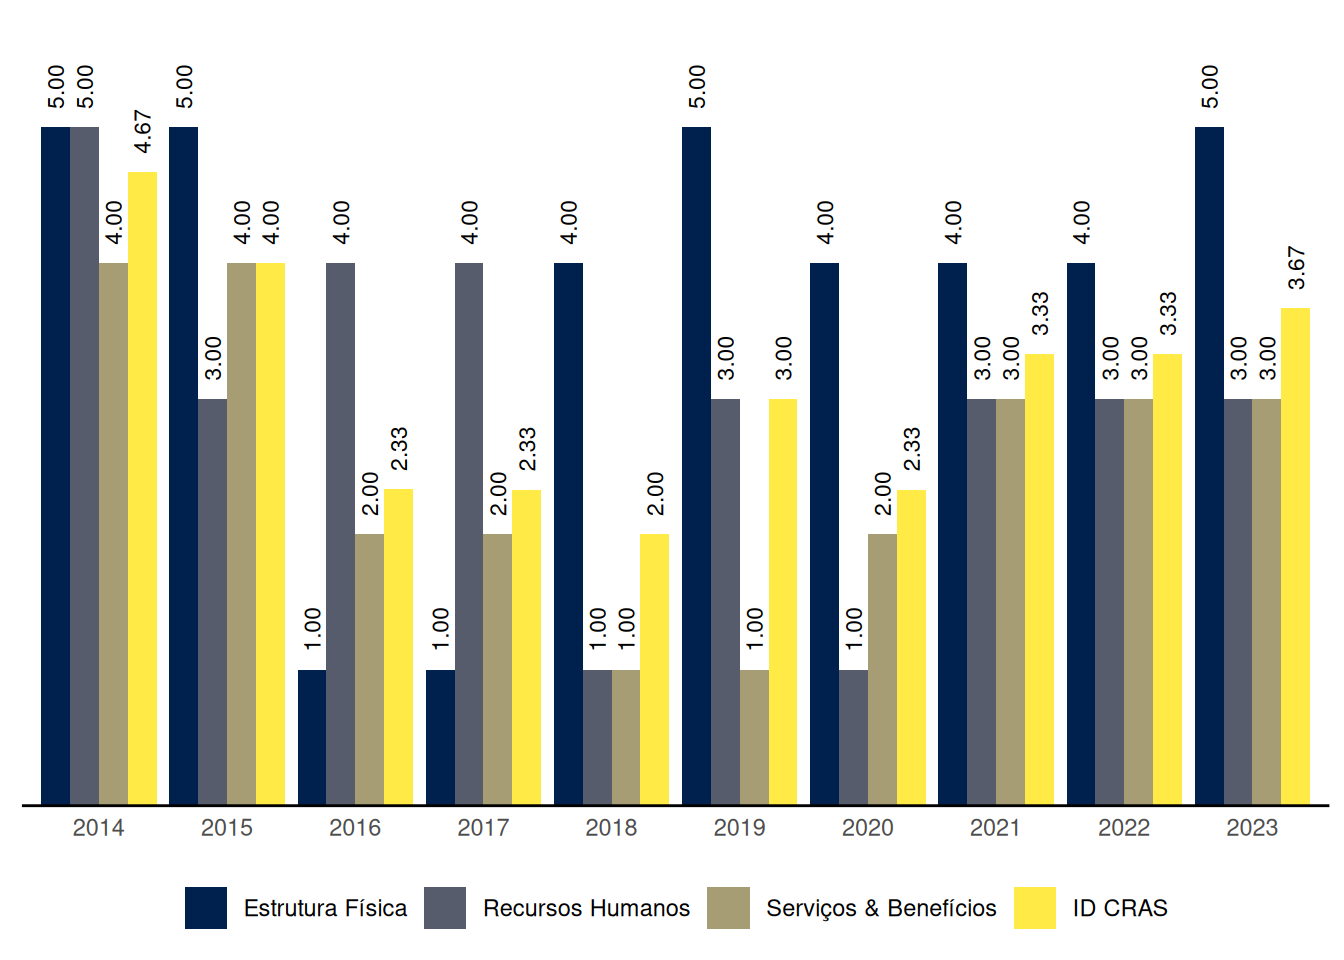 5.00 5.00 4.00 4.67 5.00 3.00 4.00 4.00 1.00 4.00 2.00 2.33 1.00 4.00 2.00 2.33 4.00 1.00 1.00 2.00 5.00 3.00 1.00 3.00 4.00 1.00 2.00 2.33 4.00 3.00 3.00 3.33 4.00 3.00 3.00 3.33 5.00 3.00 3.00 3.67
2014 2015 2016 2017 2018 2019 2020 2021 2022 2023
Estrutura Física Recursos Humanos Serviços & Benefícios ID CRAS